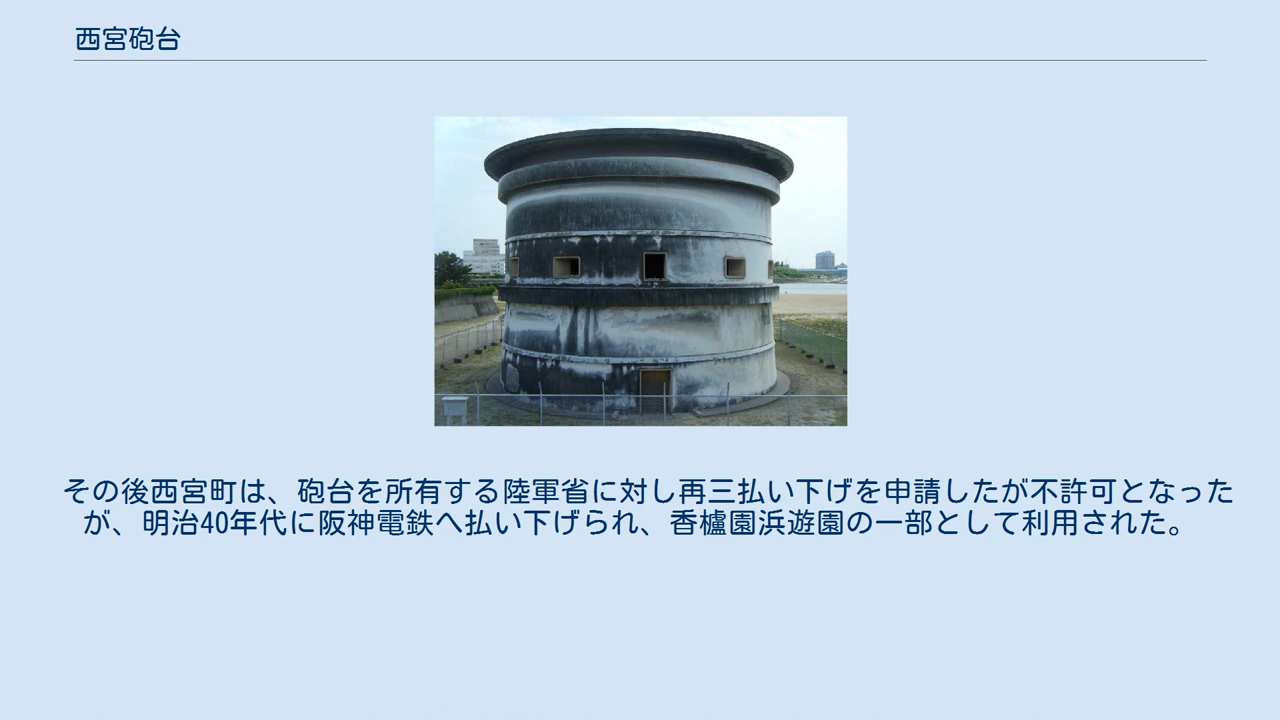 西宮砲台
その後西宮町は、砲台を所有する陸軍省に対し再三払い下げを申請したが不許可となった
が、明治40年代に阪神電鉄へ払い下げられ、香櫨園浜遊園の一部として利用された。